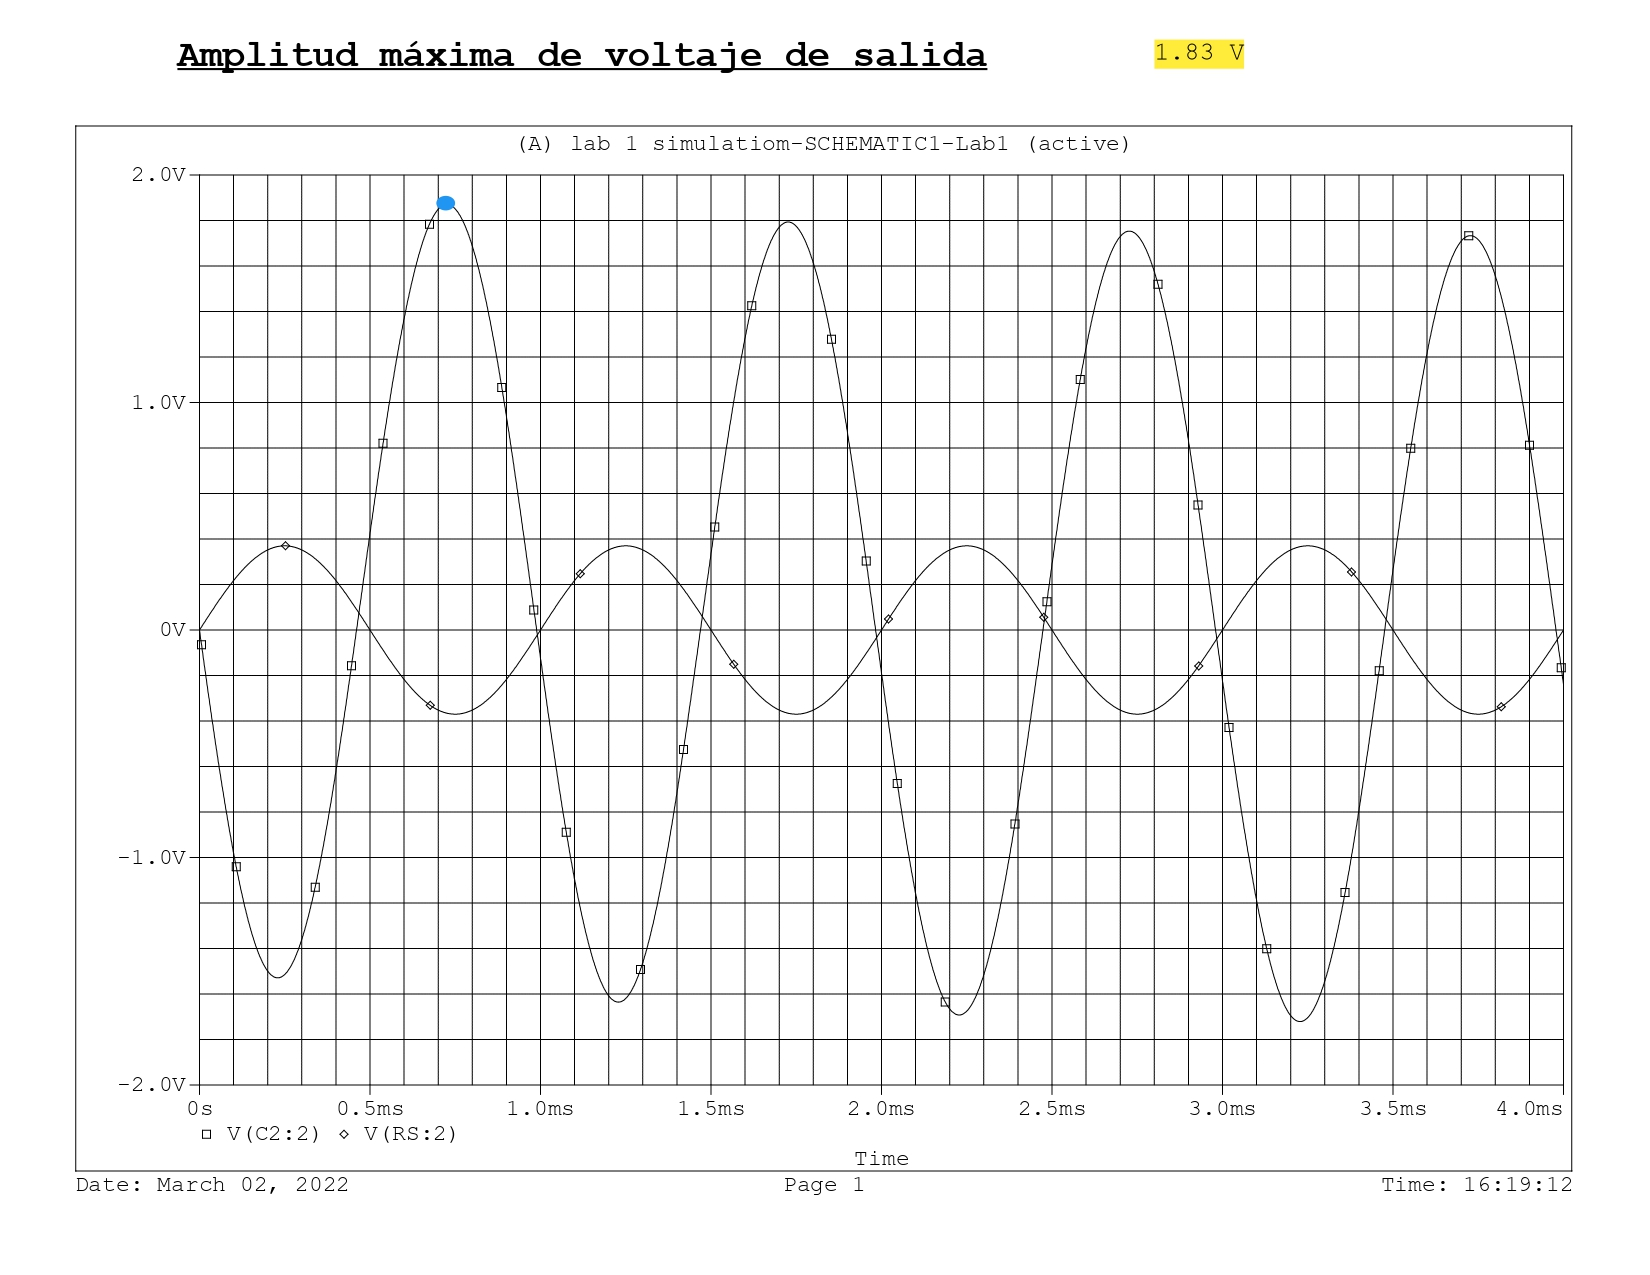 Amplitud máxima de voltaje de salida 1.83 V
(A) lab 1 simulatiom-SCHEMATIC1-Lab1 (active)
2.0V
1.0V
0V
-1.0V
-2.0V
0s 0.5ms 1.0ms 1.5ms 2.0ms 2.5ms 3.0ms 3.5ms 4.0ms
V(C2:2) V(RS:2)
Time
Date: March 02, 2022 Page 1 Time: 16:19:12